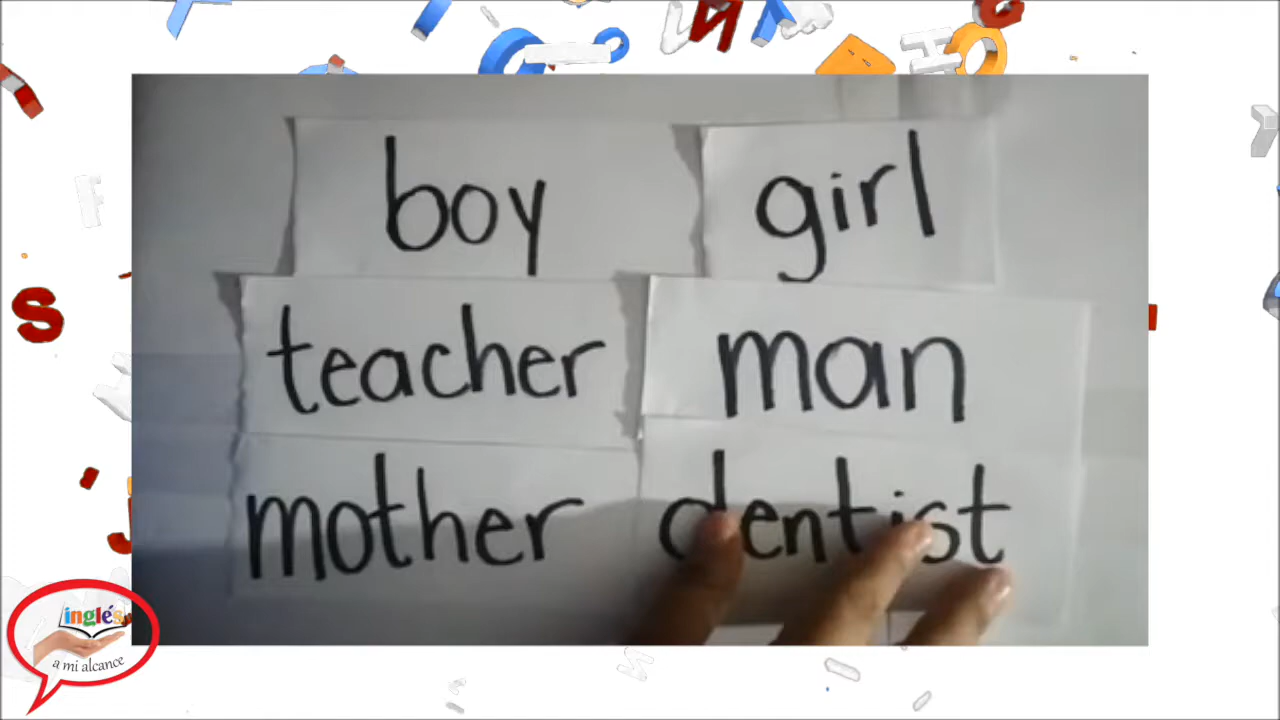 boy girl
teacher man
mother dentist
inglés
a mi alcance